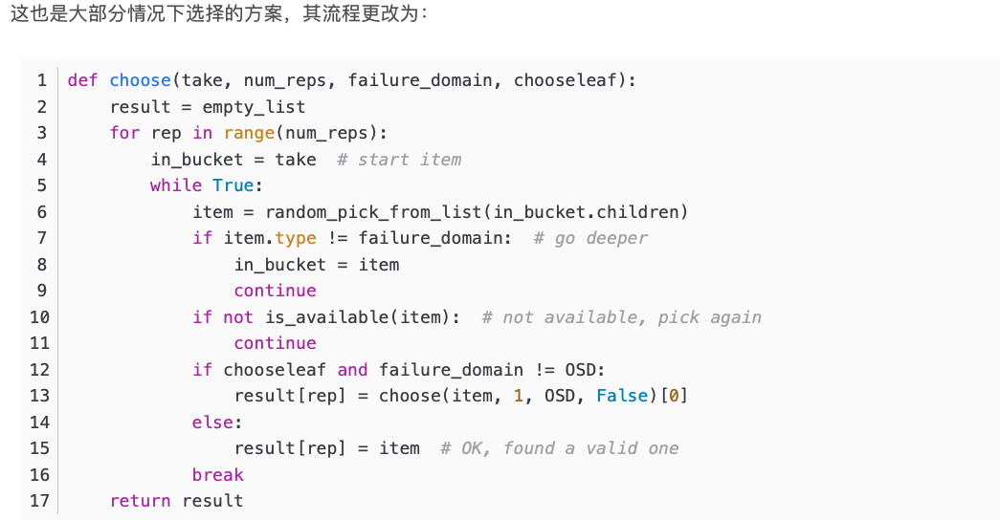 这也是大部分情况下选择的方案，其流程更改为：
1 def choose(take, num_reps, failure_domain, chooseleaf):
2     result = empty_list
3     for rep in range(num_reps):
4         in_bucket = take  # start item
5         while True:
6             item = random_pick_from_list(in_bucket.children)
7             if item.type != failure_domain:  # go deeper
8                 in_bucket = item
9                 continue
10             if not is_available(item):  # not available, pick again
11                 continue
12             if chooseleaf and failure_domain != OSD:
13                 result[rep] = choose(item, 1, OSD, False)[0]
14             else:
15                 result[rep] = item  # OK, found a valid one
16             break
17     return result